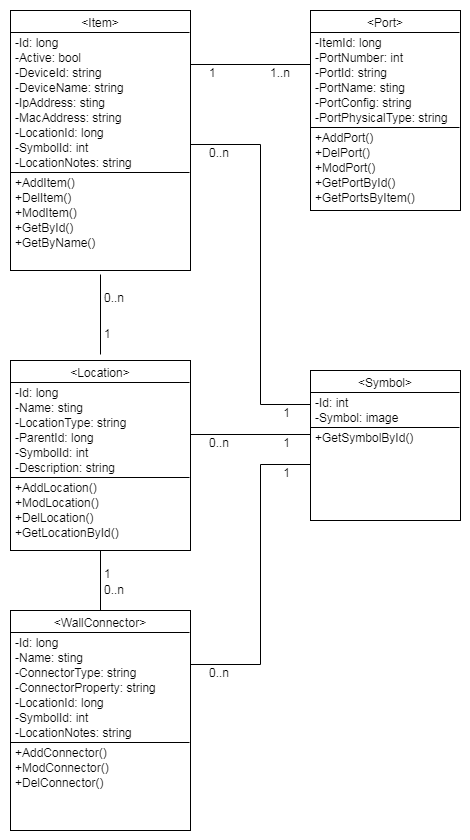 <Item>
-Id: long
-Active: bool
-DeviceId: string
-DeviceName: string
-IpAddress: sting
-MacAddress: string
-LocationId: long
-SymbolId: int
-LocationNotes: string
+AddItem()
+DelItem()
+ModItem()
+GetById()
+GetByName()
1
1..n
<Port>
-ItemId: long
-PortNumber: int
-PortId: string
-PortName: sting
-PortConfig: string
-PortPhysicalType: string
+AddPort()
+DelPort()
+ModPort()
+GetPortById()
+GetPortsByItem()
0..n
0..n
1
<Location>
-Id: long
-Name: sting
-LocationType: string
-ParentId: long
-SymbolId: int
-Description: string
+AddLocation()
+ModLocation()
+DelLocation()
+GetLocationById()
1
0..n
1
1
<Symbol>
-Id: int
-Symbol: image
+GetSymbolById()
1
0..n
<WallConnector>
-Id: long
-Name: sting
-ConnectorType: string
-ConnectorProperty: string
-LocationId: long
-SymbolId: int
-LocationNotes: string
+AddConnector()
+ModConnector()
+DelConnector()
0..n